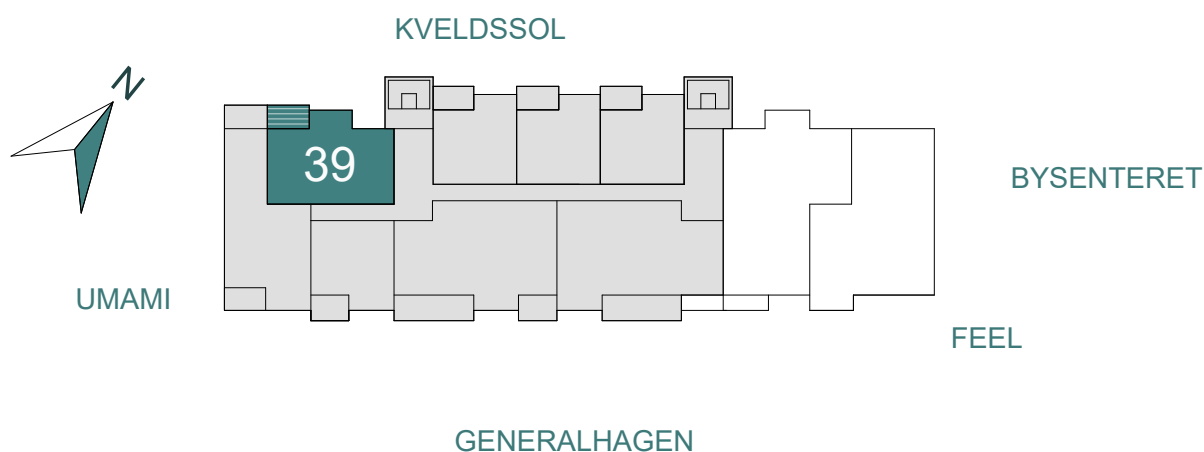 KVELDSSOL
N
39
BYSENTERET
UMAMI
FEEL
GENERALHAGEN